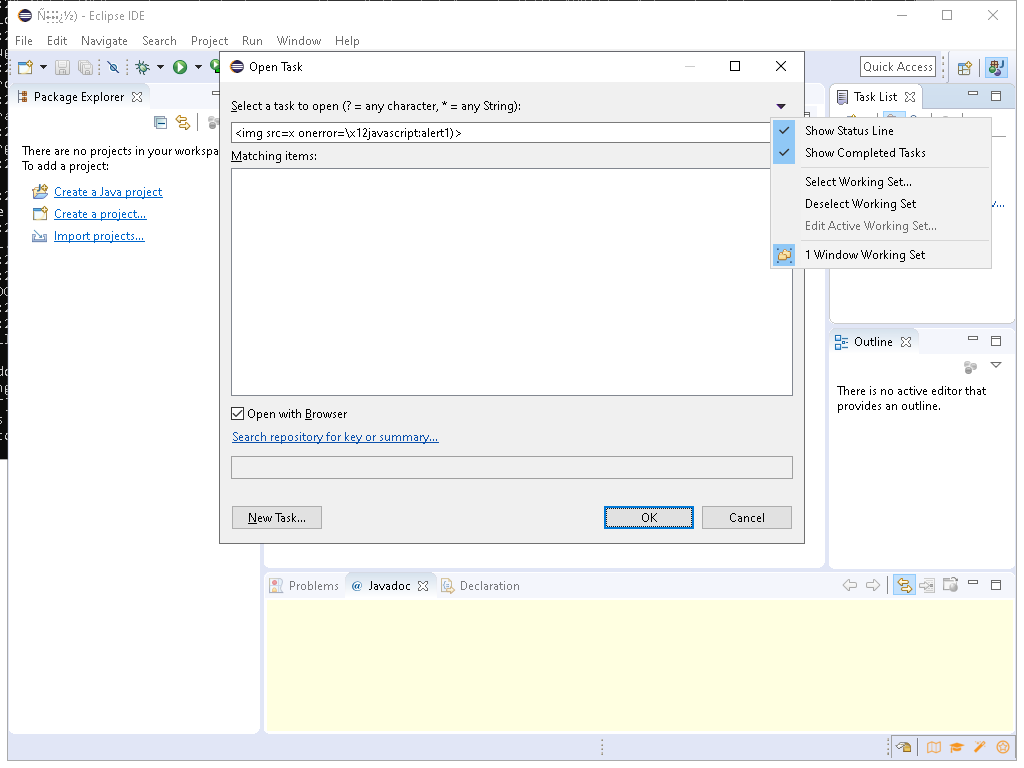 Ñ⠿¿½) - Eclipse IDE
File Edit Navigate Search Project Run Window Help
Quick Access
Package Explorer
There are no projects in your workspa
To add a project:
Create a Java project
Create a project...
Import projects...
Open Task
Select a task to open (? = any character, * = any String):
<img src=x onerror=\x12javascript:alert1)>
Matching items:
Open with Browser
Search repository for key or summary...
New Task...
OK
Cancel
Task List
Show Status Line
Show Completed Tasks
Select Working Set...
Deselect Working Set
Edit Active Working Set...
1 Window Working Set
Outline
There is no active editor that
provides an outline.
Problems
@ Javadoc
Declaration